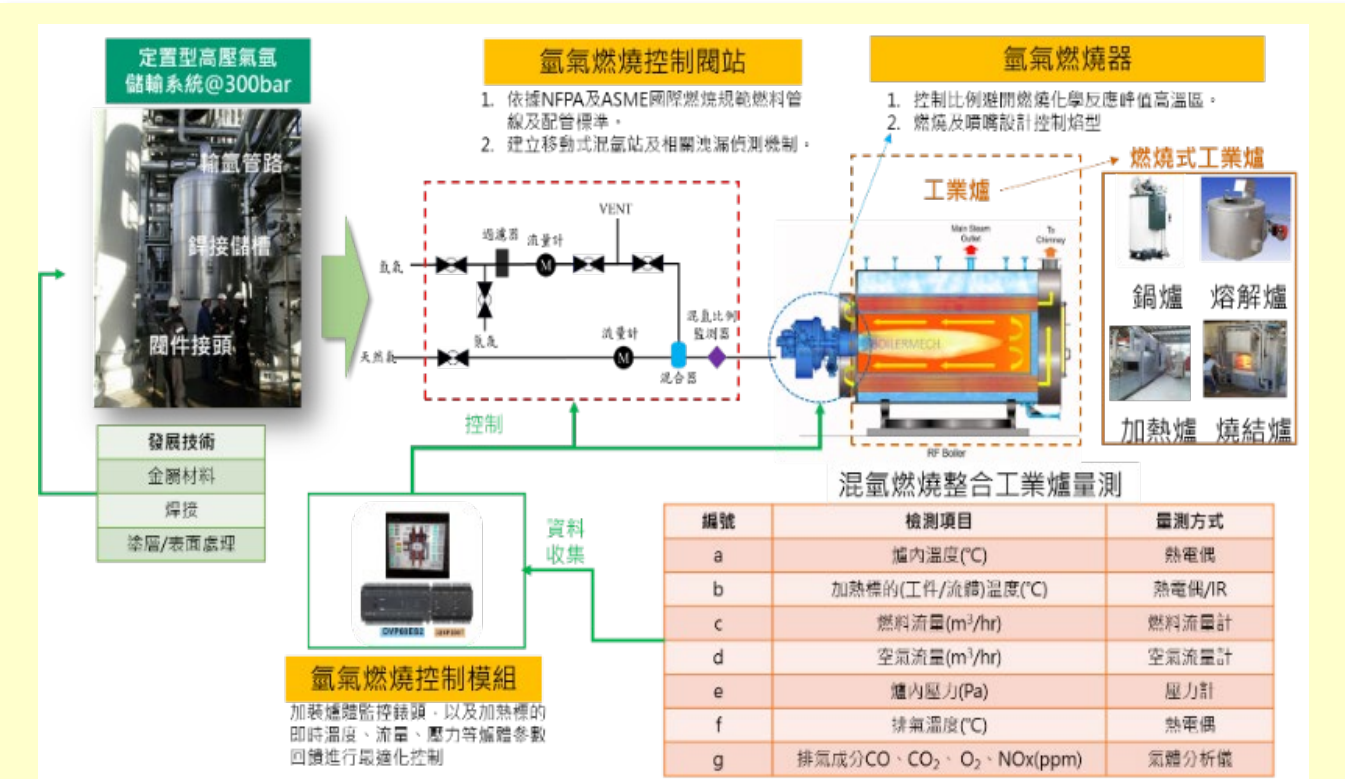 定置型高壓氣氫
儲輸系統@300bar
輸氫管路
銲接儲槽
閥件接頭
發展技術
金屬材料
焊接
塗層/表面處理
氫氣燃燒控制閥站
1. 依據NFPA及ASME國際燃燒規範燃料管
線及配管標準。
2. 建立移動式混氫站及相關洩漏偵測機制。
VENT
過濾器
流量計
氫氣
M
氮氣
天然氣
流量計
M
混氫比例
監測器
混合器
控制
氫氣燃燒器
1. 控制比例避開燃燒化學反應峰值高溫區。
2. 燃燒及噴嘴設計控制焰型
工業爐
Main Steam
Outlet
To
Chimney
BOILERMECH
RF Boiler
燃燒式工業爐
鍋爐 熔解爐
加熱爐 燒結爐
資料
收集
DVP60ES2
氫氣燃燒控制模組
加裝爐體監控錶頭、以及加熱標的
即時溫度、流量、壓力等爐體參數
回饋進行最適化控制
混氫燃燒整合工業爐量測
編號 檢測項目 量測方式
a 爐內溫度(℃) 熱電偶
b 加熱標的(工件/流體)溫度(℃) 熱電偶/IR
c 燃料流量(m³/hr) 燃料流量計
d 空氣流量(m³/hr) 空氣流量計
e 爐內壓力(Pa) 壓力計
f 排氣溫度(℃) 熱電偶
g 排氣成分CO、CO₂、O₂、NOx(ppm) 氣體分析儀